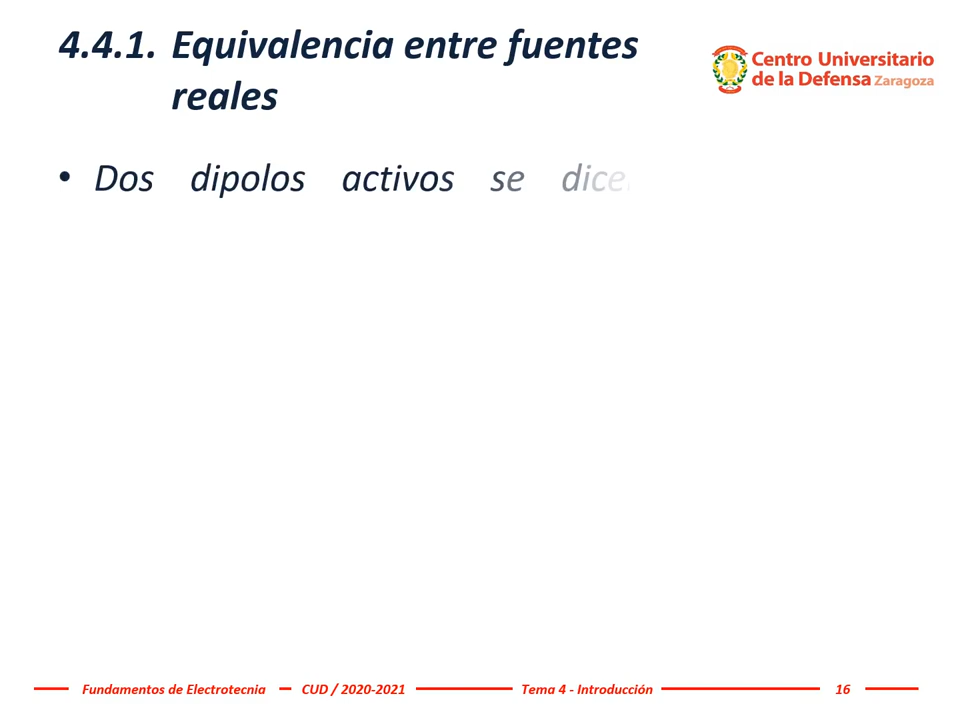 4.4.1. Equivalencia entre fuentes
reales
Centro Universitario
de la Defensa Zaragoza
• Dos dipolos activos se
Fundamentos de Electrotecnia CUD / 2020-2021 Tema 4 - Introducción 16